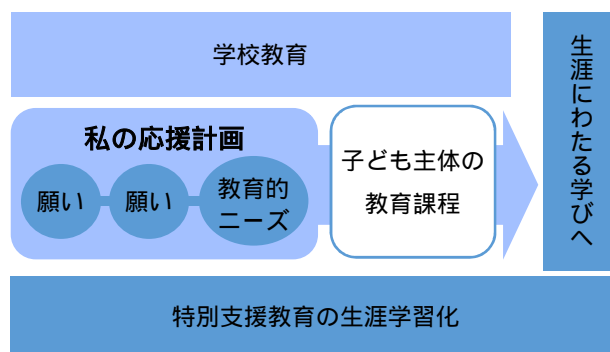 学校教育
私の応援計画
願い
願い
教育的
ニーズ
子ども主体の
教育課程
生涯にわたる学びへ
特別支援教育の生涯学習化